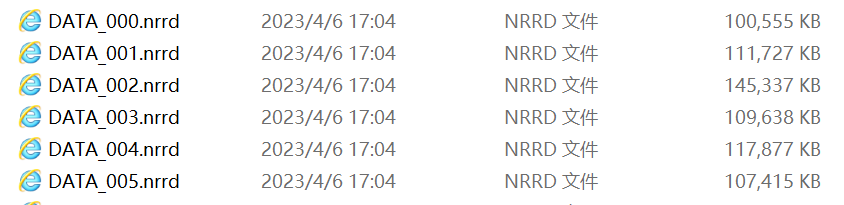 DATA_000.nrrd 2023/4/6 17:04 NRRD 文件 100,555 KB
DATA_001.nrrd 2023/4/6 17:04 NRRD 文件 111,727 KB
DATA_002.nrrd 2023/4/6 17:04 NRRD 文件 145,337 KB
DATA_003.nrrd 2023/4/6 17:04 NRRD 文件 109,638 KB
DATA_004.nrrd 2023/4/6 17:04 NRRD 文件 117,877 KB
DATA_005.nrrd 2023/4/6 17:04 NRRD 文件 107,415 KB